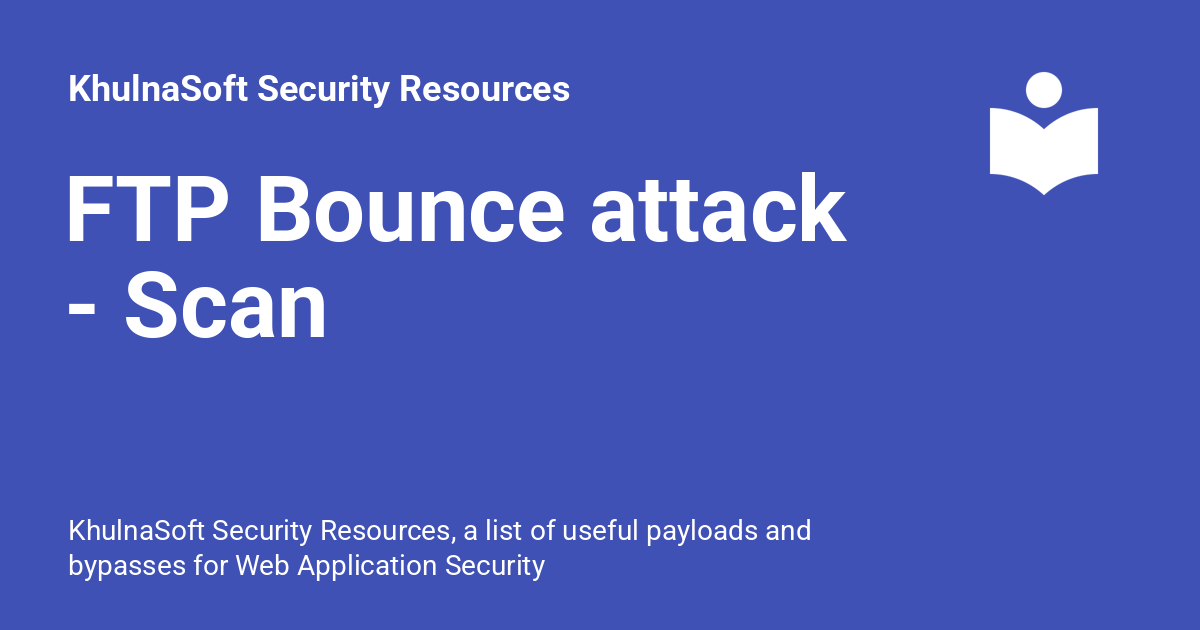 KhulnaSoft Security Resources
FTP Bounce attack
- Scan
KhulnaSoft Security Resources, a list of useful payloads and
bypasses for Web Application Security